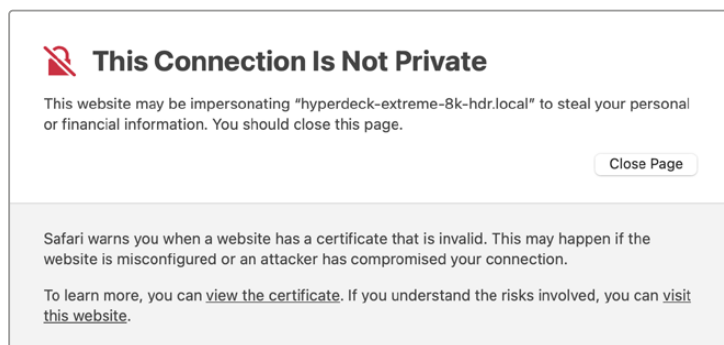 This Connection Is Not Private
This website may be impersonating “hyperdeck-extreme-8k-hdr.local” to steal your personal
or financial information. You should close this page.
Close Page
Safari warns you when a website has a certificate that is invalid. This may happen if the
website is misconfigured or an attacker has compromised your connection.
To learn more, you can view the certificate. If you understand the risks involved, you can visit
this website.